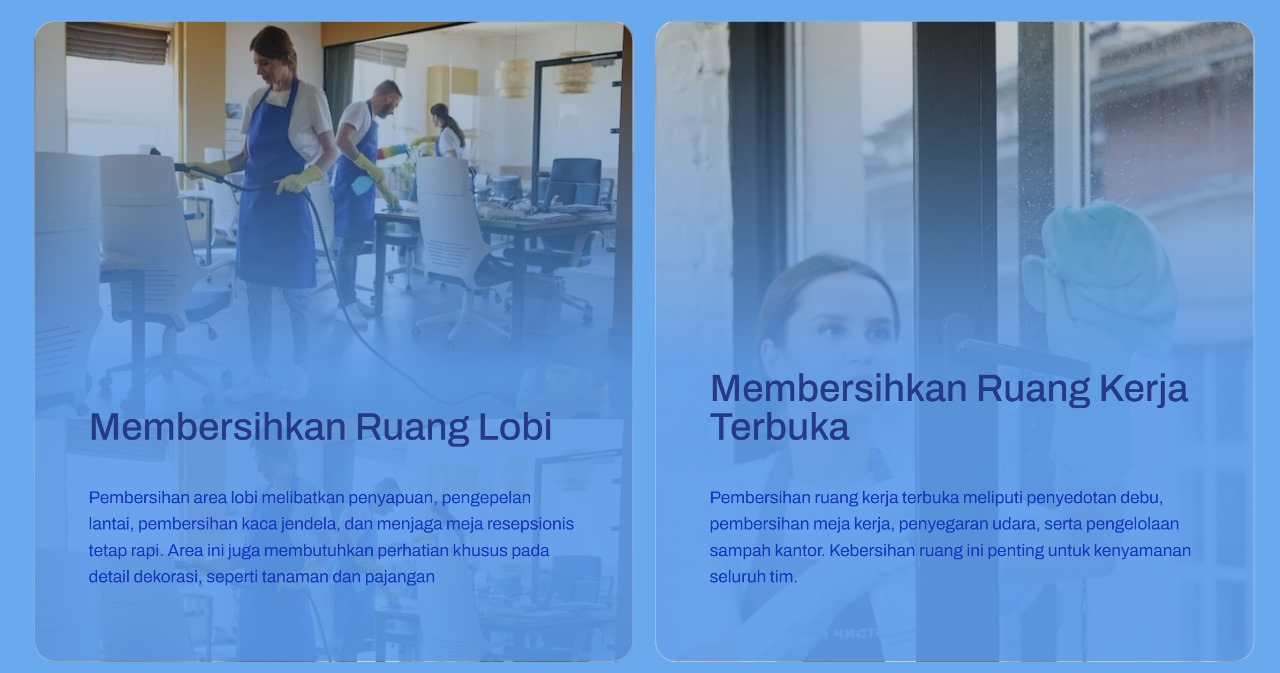 Membersihkan Ruang Lobi
Pembersihan area lobi melibatkan penyapuan, pengepelan
lantai, pembersihan kaca jendela, dan menjaga meja resepsionis
tetap rapi. Area ini juga membutuhkan perhatian khusus pada
detail dekorasi, seperti tanaman dan pajangan
Membersihkan Ruang Kerja
Terbuka
Pembersihan ruang kerja terbuka meliputi penyedotan debu,
pembersihan meja kerja, penyegaran udara, serta pengelolaan
sampah kantor. Kebersihan ruang ini penting untuk kenyamanan
seluruh tim.